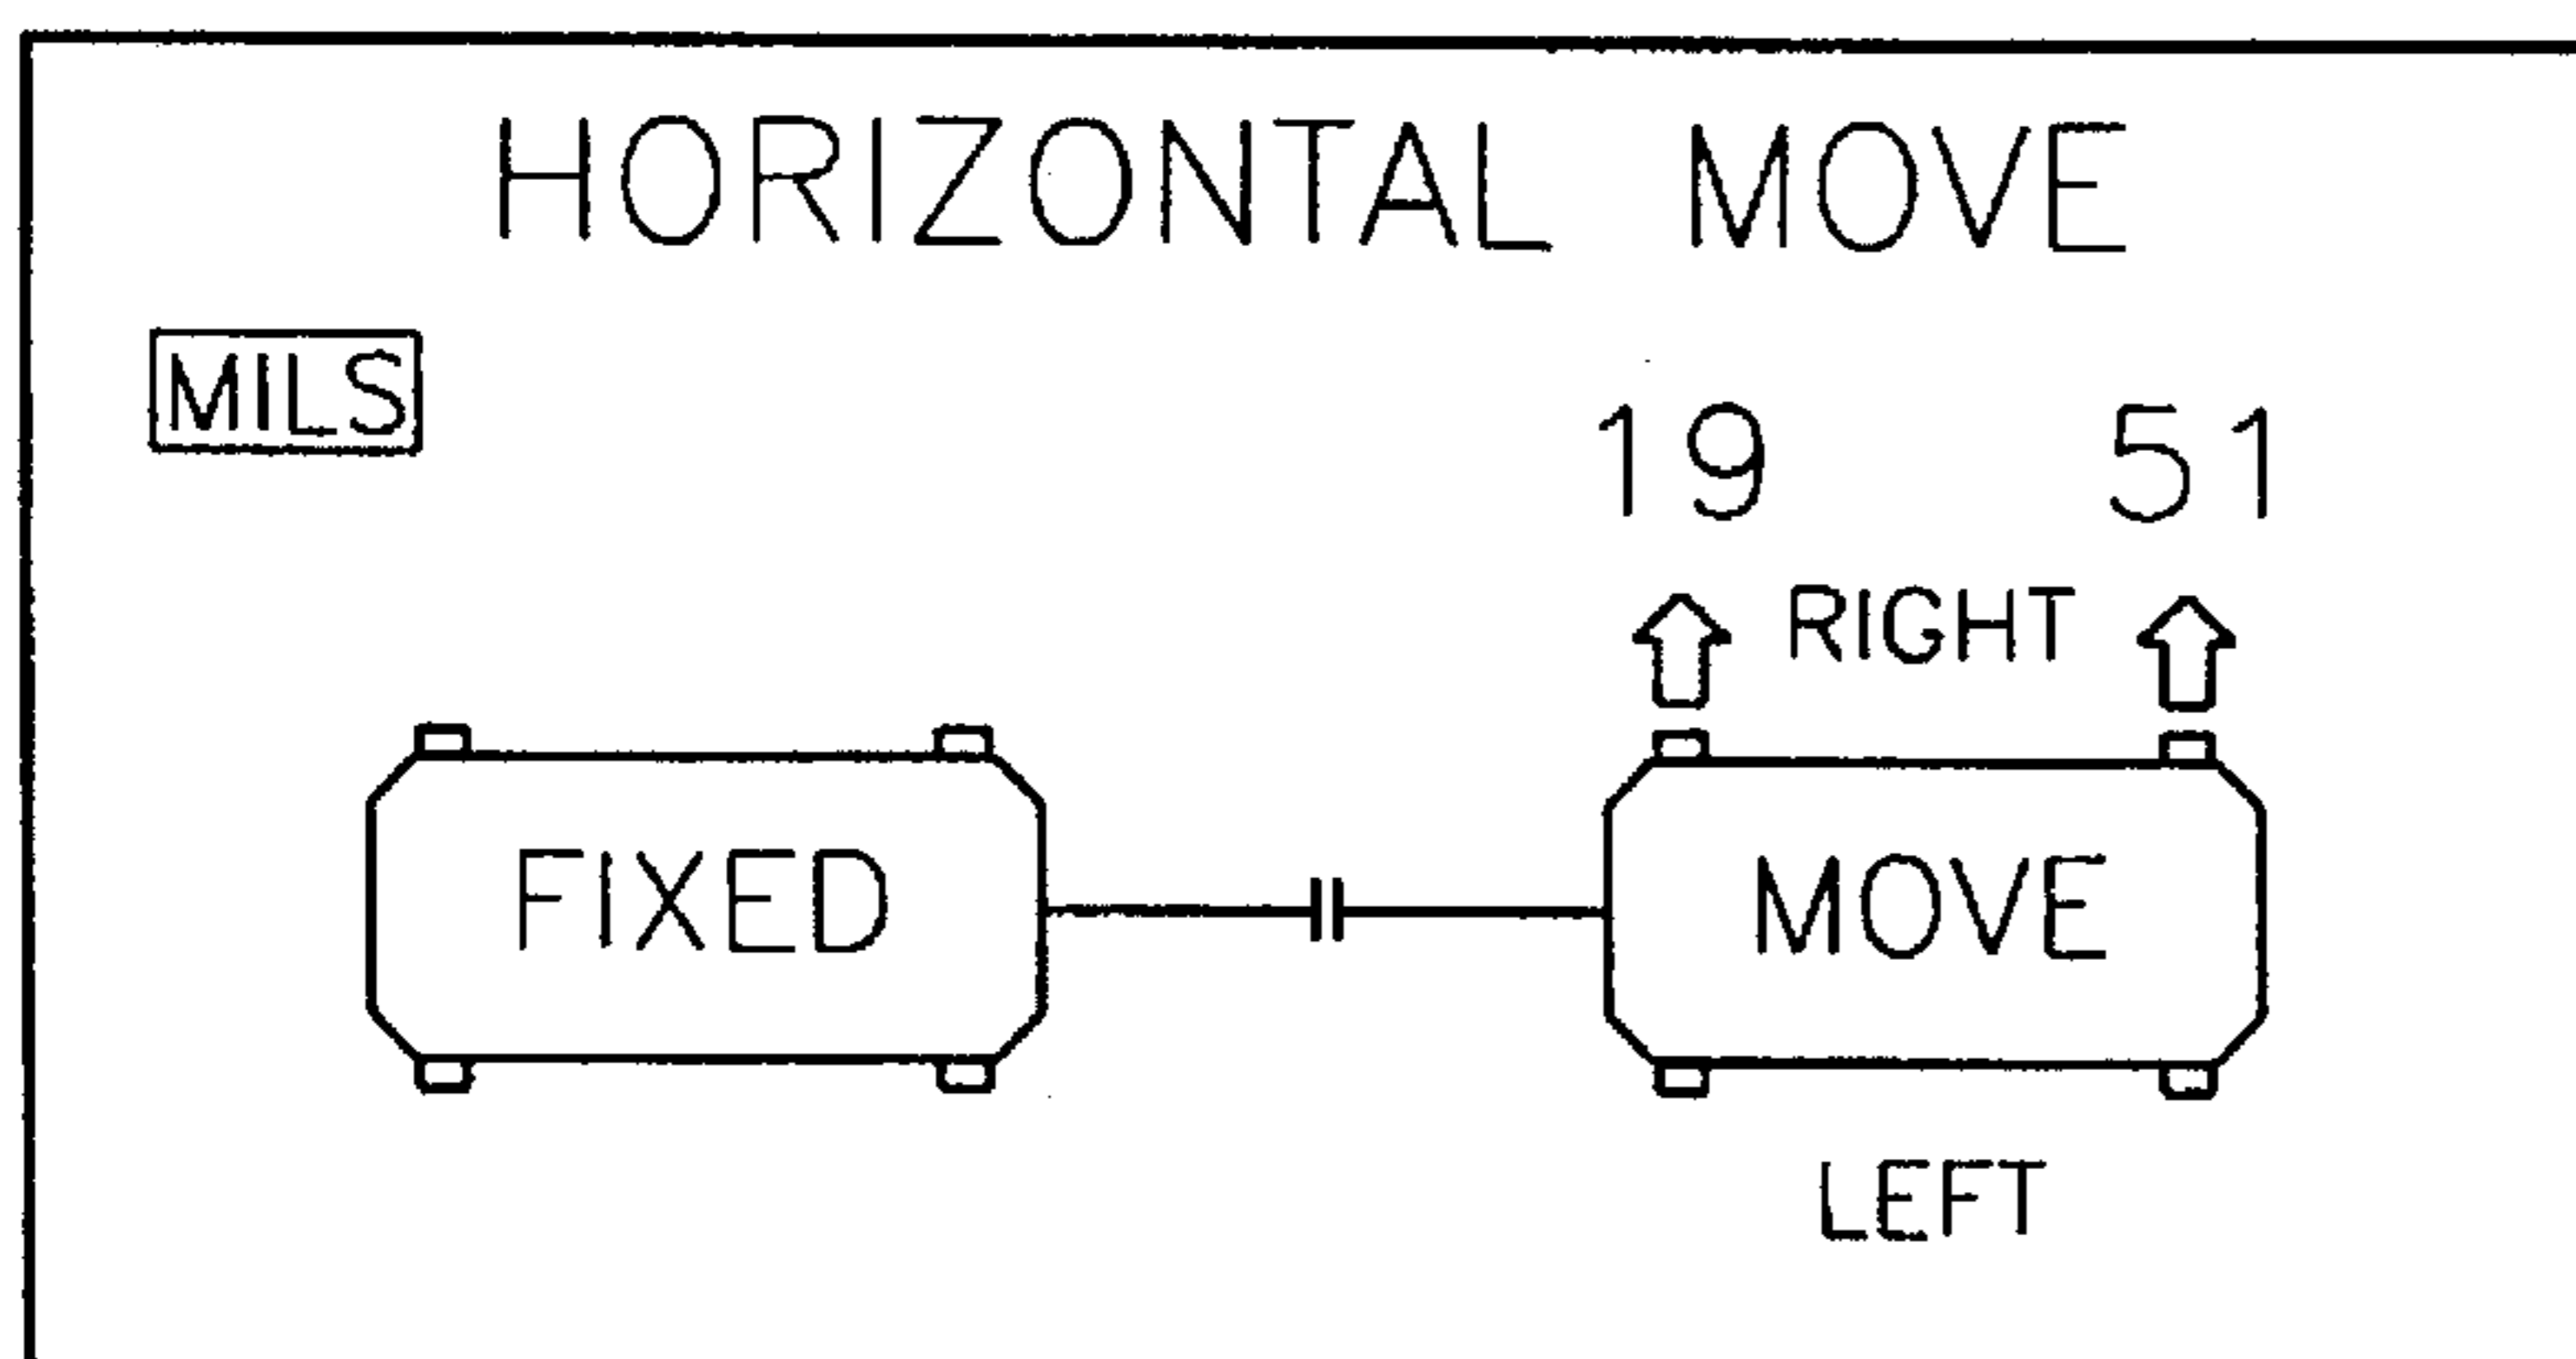 HORIZONTAL MOVE
MILS
19 51
RIGHT
FIXED MOVE
LEFT